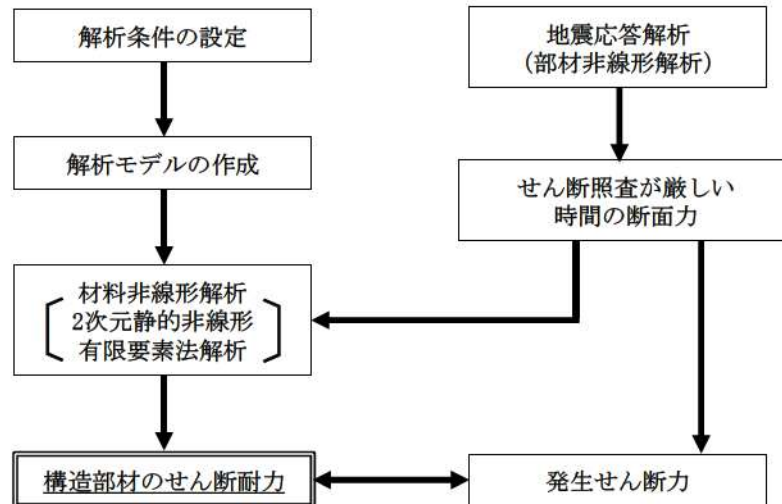 解析条件の設定
解析モデルの作成
材料非線形解析
2次元静的非線形
有限要素法解析
構造部材のせん断耐力
地震応答解析
(部材非線形解析)
せん断照査が厳しい
時間の断面力
発生せん断力